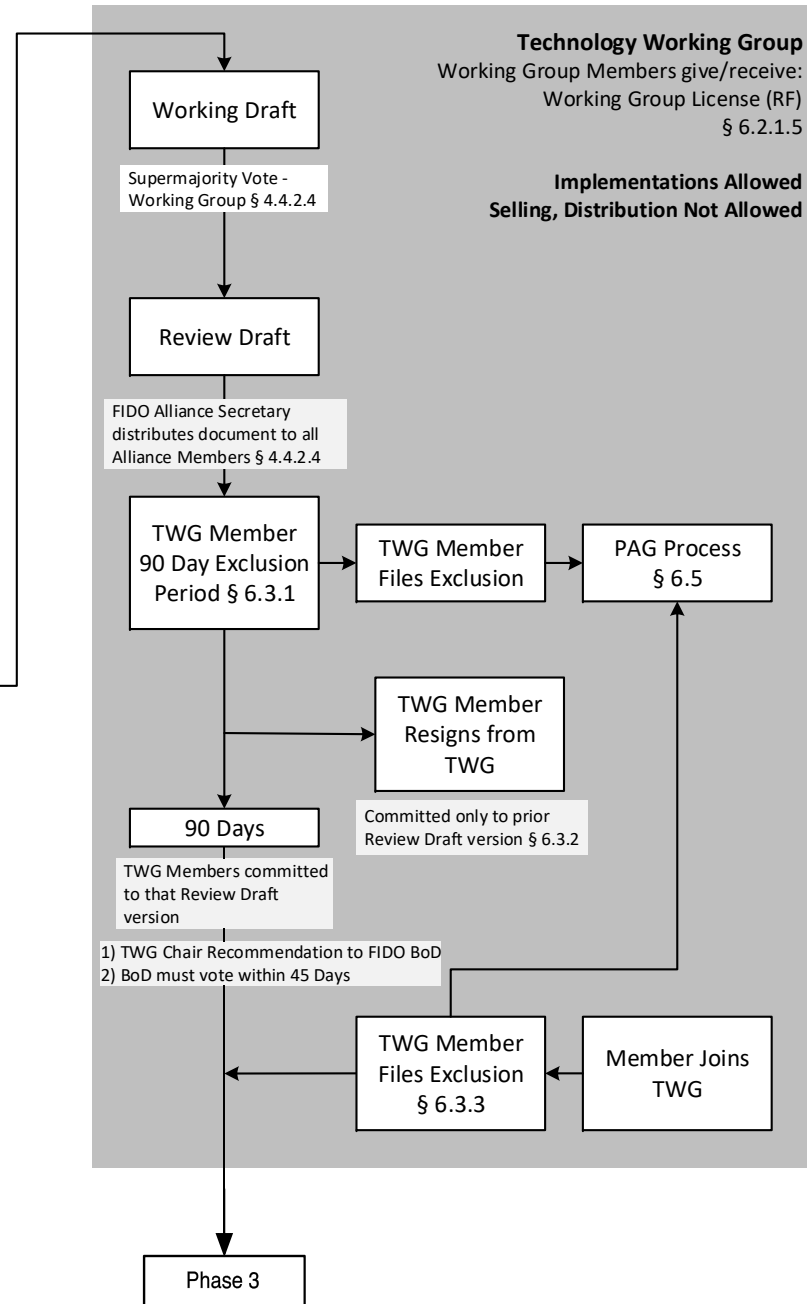 Technology Working Group
Working Group Members give/receive:
Working Group License (RF)
§ 6.2.1.5
Implementations Allowed
Selling, Distribution Not Allowed
Working Draft
Supermajority Vote -
Working Group § 4.4.2.4
Review Draft
FIDO Alliance Secretary
distributes document to all
Alliance Members § 4.4.2.4
TWG Member
90 Day Exclusion
Period § 6.3.1
TWG Member
Files Exclusion
PAG Process
§ 6.5
TWG Member
Resigns from
TWG
Committed only to prior
Review Draft version § 6.3.2
90 Days
TWG Members committed
to that Review Draft
version
1) TWG Chair Recommendation to FIDO BoD
2) BoD must vote within 45 Days
TWG Member
Files Exclusion
§ 6.3.3
Member Joins
TWG
Phase 3